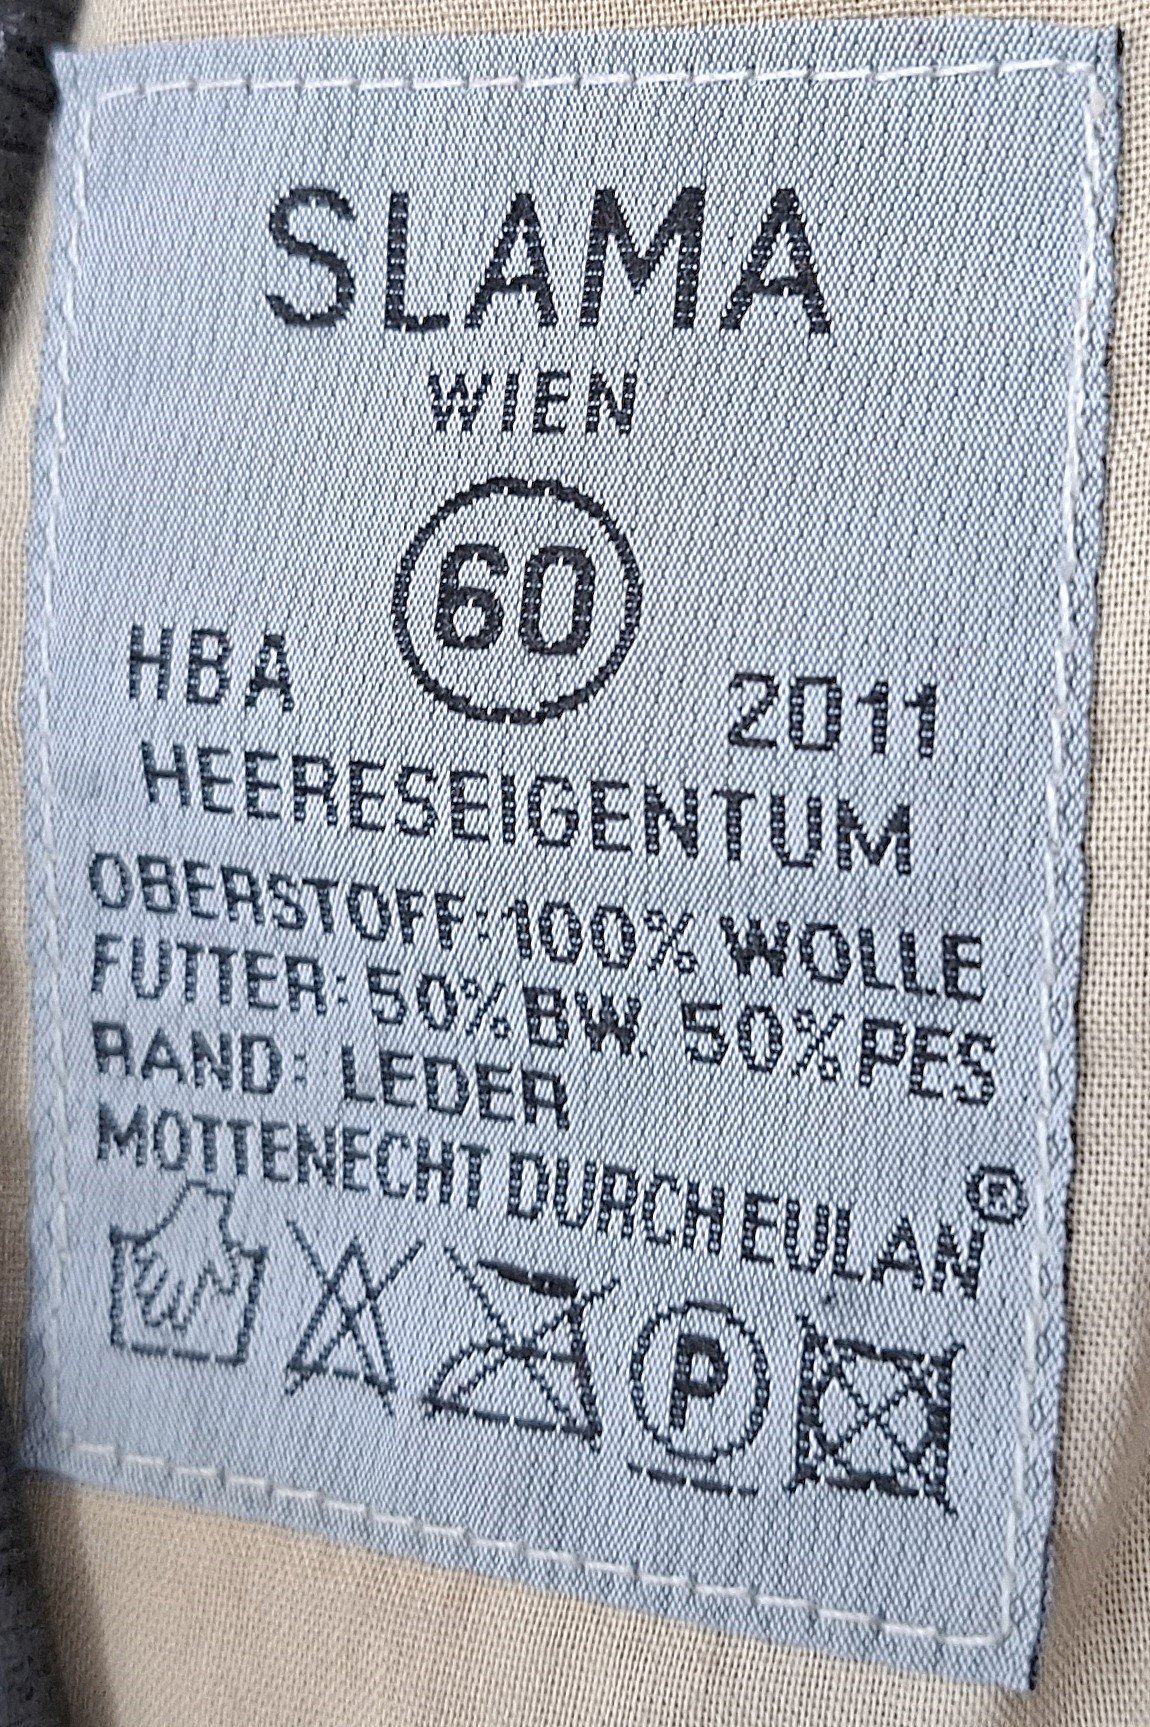 SLAMA
WIEN
60
HBA 2011
HEERESEIGENTUM
OBERSTOFF: 100% WOLLE
FUTTER: 50% BW. 50% PES
RAND: LEDER
MOTTENECHT DURCH EULAN®
P